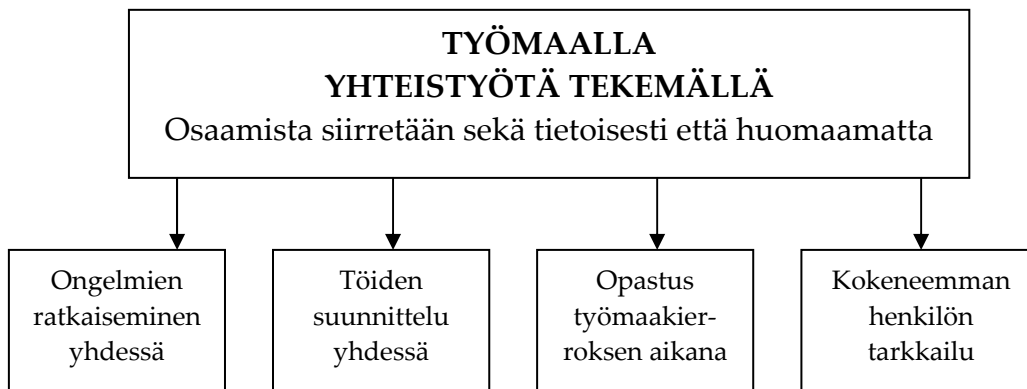 TYÖMAALLA
YHTEISTYÖTÄ TEKEMÄLLÄ
Osaamista siirretään sekä tietoisesti että huomaamatta
Ongelmien
ratkaiseminen
yhdessä
Töiden
suunnittelu
yhdessä
Opastus
työmaakier-
roksen aikana
Kokeneemman
henkilön
tarkkailu